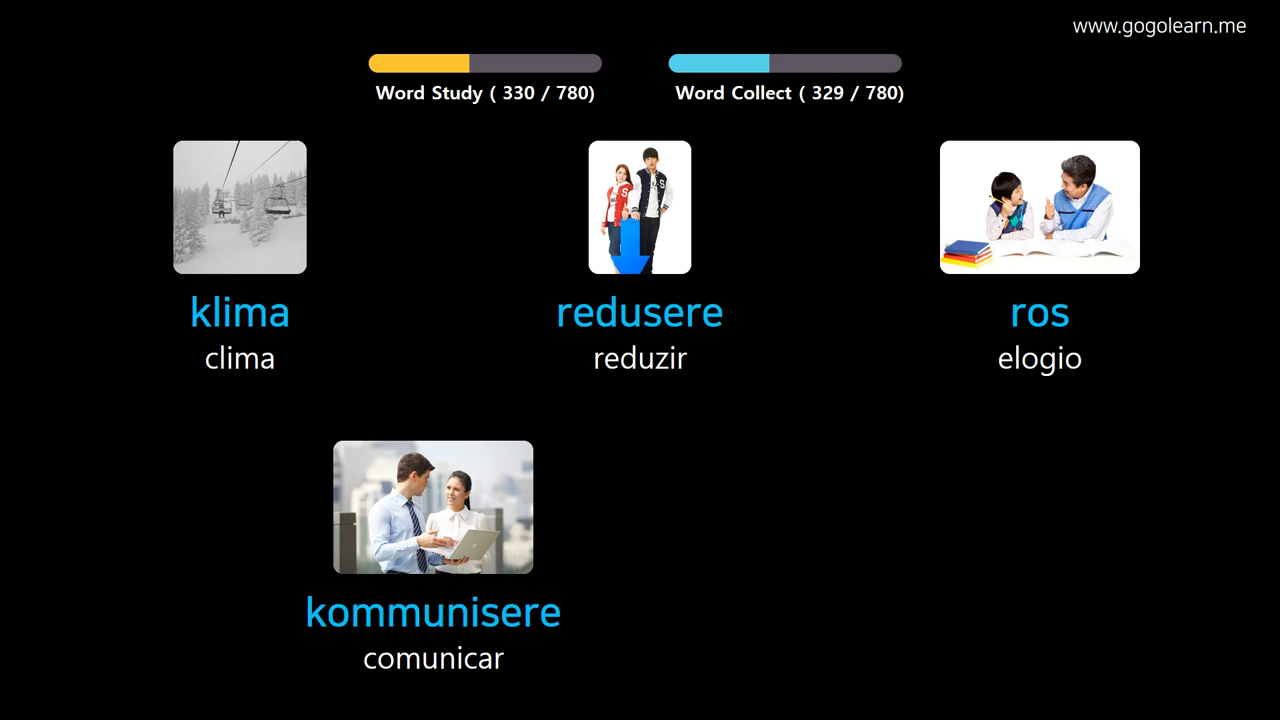 www.gogolearn.me
Word Study ( 330 / 780)
Word Collect ( 329 / 780)
klima
clima
redusere
reduzir
ros
elogio
kommunisere
comunicar